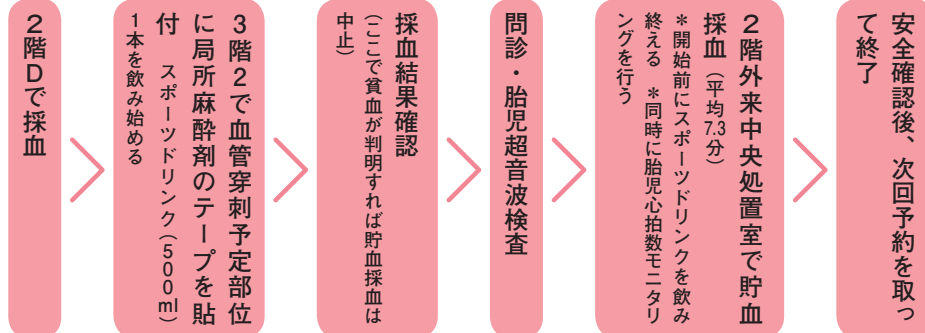 ２階Ｄで採血
３階２で血管穿刺予定部位
に局所麻酔剤のテープを貼
付　スポーツドリンク（５００ml）
１本を飲み始める
採血結果確認
（ここで貧血が判明すれば貯血採血は
中止）
問診・胎児超音波検査
２階外来中央処置室で貯血
採血（平均7.3分）
＊開始前にスポーツドリンクを飲み
終える　＊同時に胎児心拍数モニタリ
ングを行う
安全確認後、次回予約を取っ
て終了